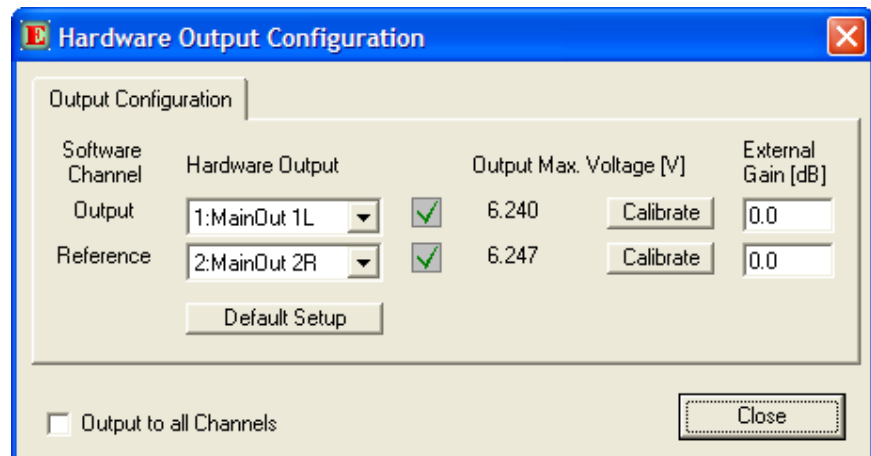 E Hardware Output Configuration
Output Configuration
Software Channel Hardware Output Output Max. Voltage [V] External Gain [dB]
Output 1:MainOut 1L 6.240 Calibrate 0.0
Reference 2:MainOut 2R 6.247 Calibrate 0.0
Default Setup
Output to all Channels Close